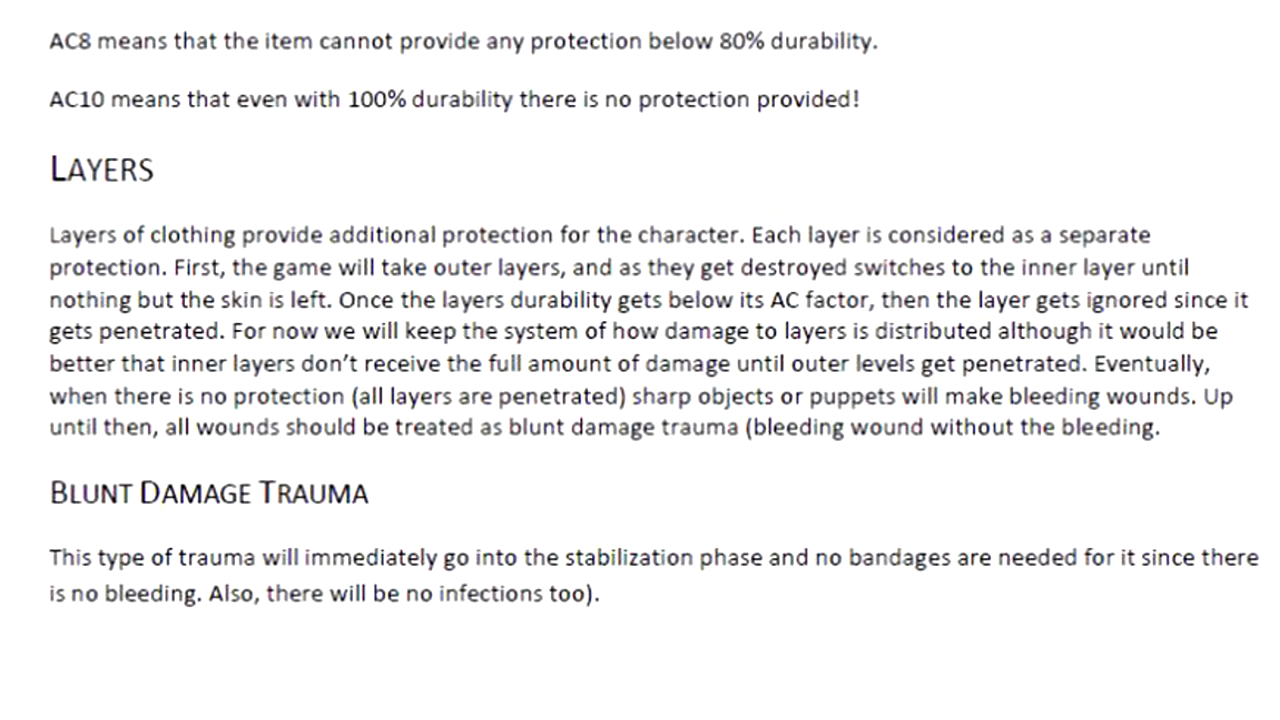 AC8 means that the item cannot provide any protection below 80% durability.
AC10 means that even with 100% durability there is no protection provided!
LAYERS
Layers of clothing provide additional protection for the character. Each layer is considered as a separate
protection. First, the game will take outer layers, and as they get destroyed switches to the inner layer until
nothing but the skin is left. Once the layers durability gets below its AC factor, then the layer gets ignored since it
gets penetrated. For now we will keep the system of how damage to layers is distributed although it would be
better that inner layers don't receive the full amount of damage until outer levels get penetrated. Eventually,
when there is no protection (all layers are penetrated) sharp objects or puppets will make bleeding wounds. Up
until then, all wounds should be treated as blunt damage trauma (bleeding wound without the bleeding.
BLUNT DAMAGE TRAUMA
This type of trauma will immediately go into the stabilization phase and no bandages are needed for it since there
is no bleeding. Also, there will be no infections too).